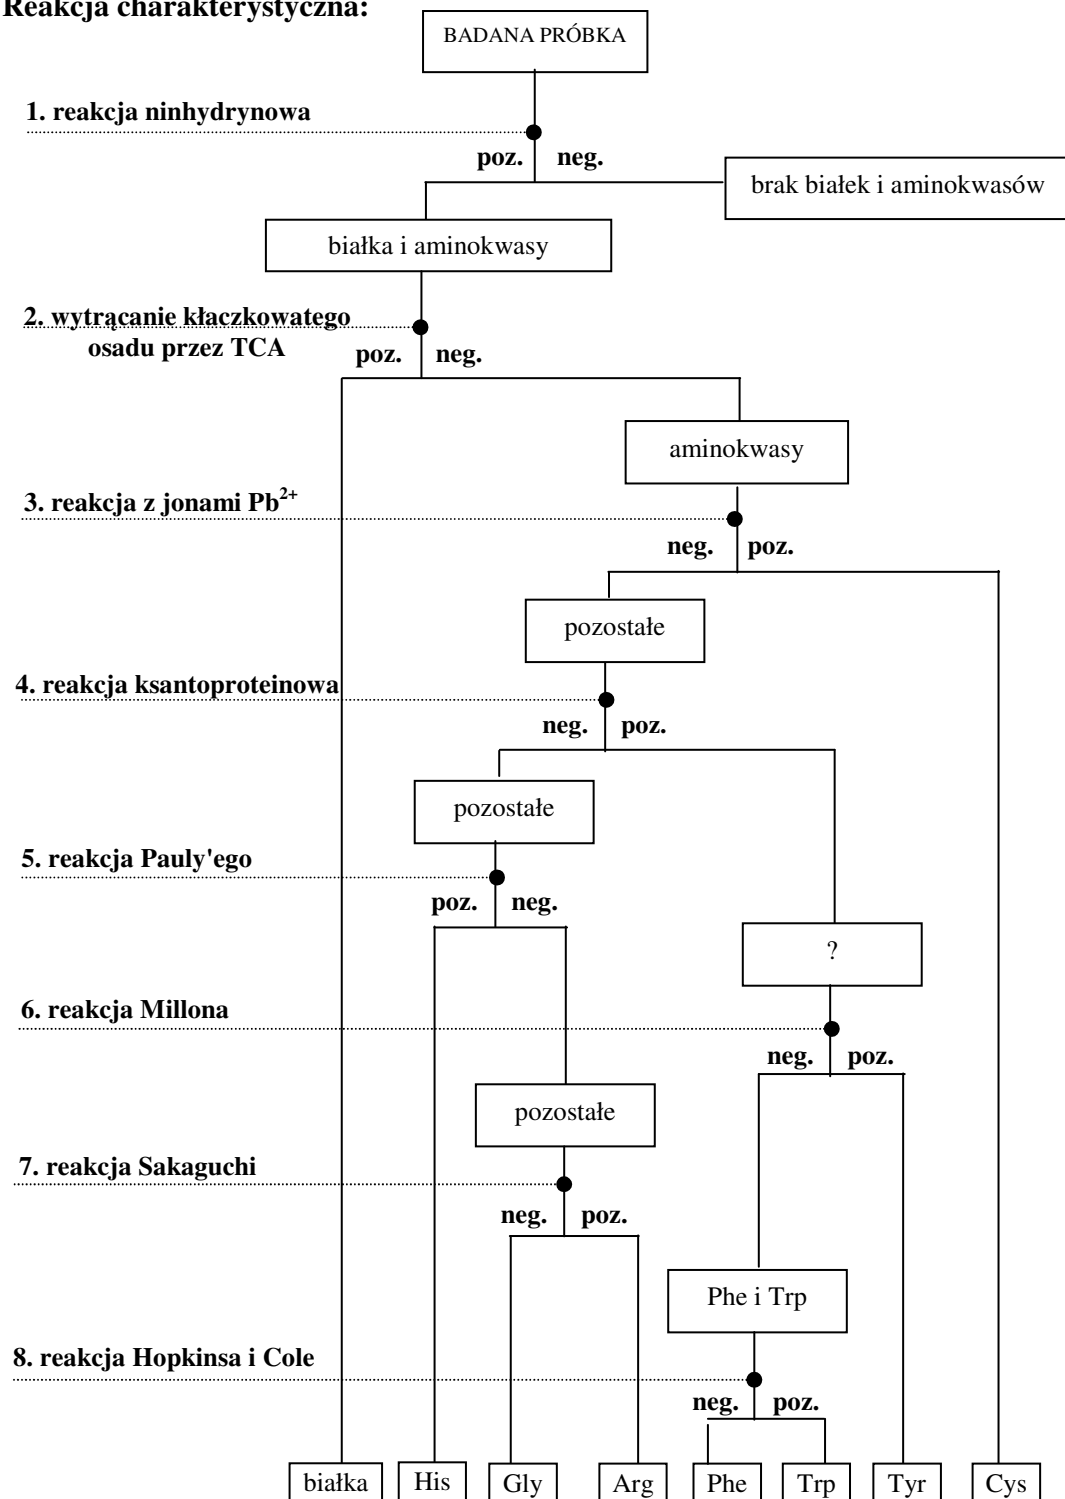 Reakcja charakterystyczna:
BADANA PRÓBKA
1. reakcja ninhydrynowa
poz. neg.
brak białek i aminokwasów
białka i aminokwasy
2. wytrącanie kłaczkowatego
osadu przez TCA
poz. neg.
aminokwasy
3. reakcja z jonami Pb²⁺
neg. poz.
pozostałe
4. reakcja ksantoproteinowa
neg. poz.
pozostałe
5. reakcja Pauly'ego
poz. neg.
?
6. reakcja Millona
neg. poz.
pozostałe
7. reakcja Sakaguchi
neg. poz.
Phe i Trp
8. reakcja Hopkinsa i Cole
neg. poz.
białka His Gly Arg Phe Trp Tyr Cys